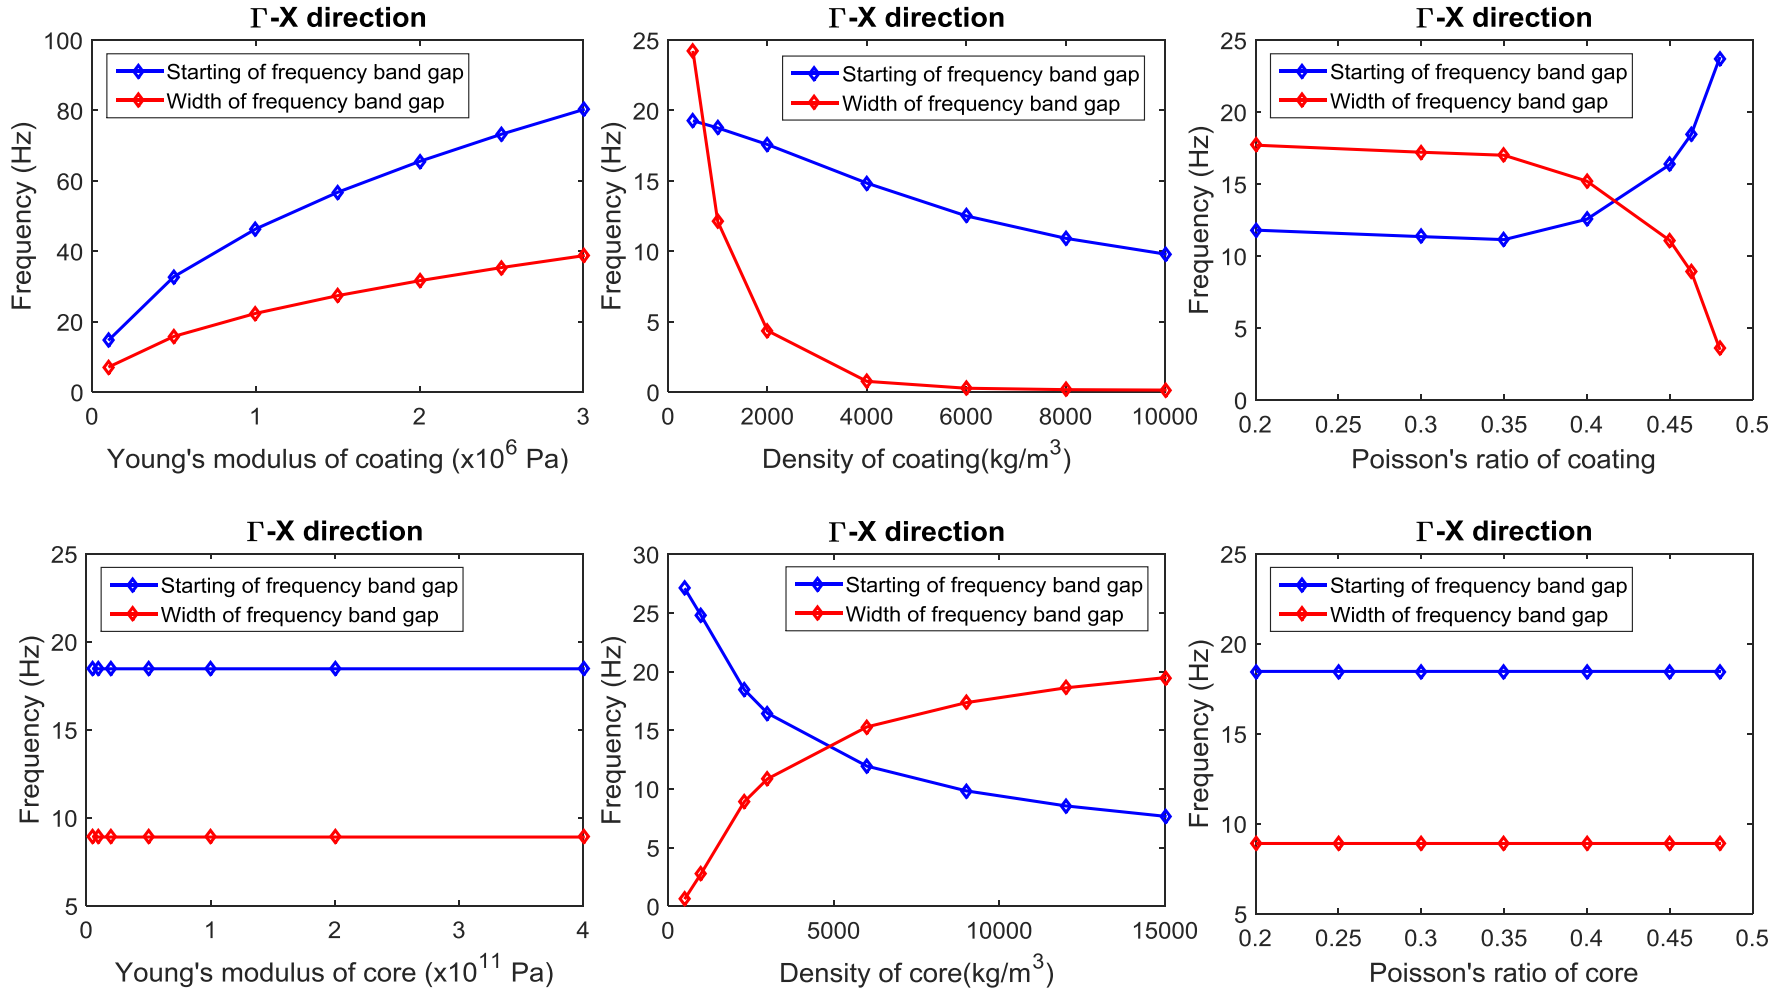 Γ-X direction
100
80
60
40
20
0
Frequency (Hz)
Starting of frequency band gap
Width of frequency band gap
0 1 2 3
Young's modulus of coating (x10^6 Pa)
Γ-X direction
25
20
15
10
5
0
Frequency (Hz)
Starting of frequency band gap
Width of frequency band gap
0 2000 4000 6000 8000 10000
Density of coating(kg/m^3)
Γ-X direction
25
20
15
10
5
0
Frequency (Hz)
Starting of frequency band gap
Width of frequency band gap
0.2 0.25 0.3 0.35 0.4 0.45 0.5
Poisson's ratio of coating
Γ-X direction
25
20
15
10
5
Frequency (Hz)
Starting of frequency band gap
Width of frequency band gap
0 1 2 3 4
Young's modulus of core (x10^11 Pa)
Γ-X direction
30
25
20
15
10
5
0
Frequency (Hz)
Starting of frequency band gap
Width of frequency band gap
0 5000 10000 15000
Density of core(kg/m^3)
Γ-X direction
25
20
15
10
5
Frequency (Hz)
Starting of frequency band gap
Width of frequency band gap
0.2 0.25 0.3 0.35 0.4 0.45 0.5
Poisson's ratio of core